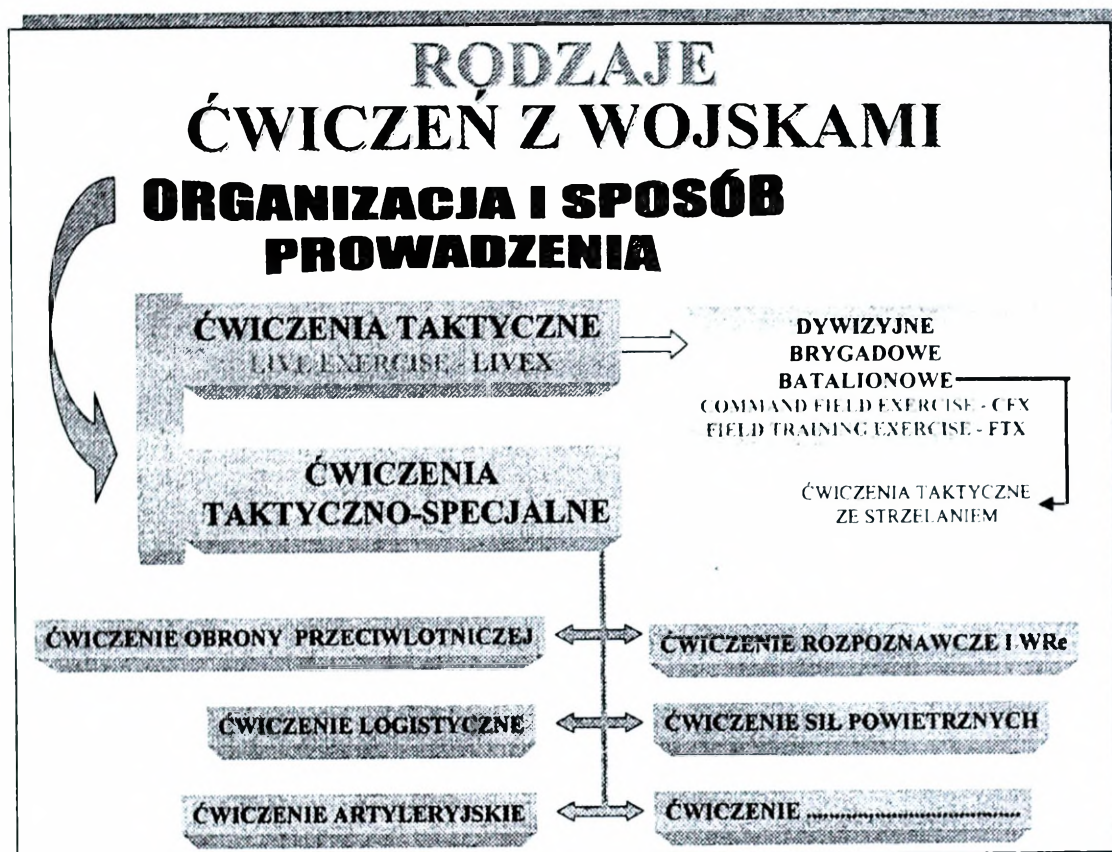 RODZAJE
ĆWICZEŃ Z WOJSKAMI
ORGANIZACJA I SPOSÓB
PROWADZENIA
ĆWICZENIA TAKTYCZNE
LIVE EXERCISE - LIVEX
DYWIZYJNE
BRYGADOWE
BATALIONOWE
COMMAND FIELD EXERCISE - CFX
FIELD TRAINING EXERCISE - FTX
ĆWICZENIA TAKTYCZNE
ZE STRZELANIEM
ĆWICZENIA
TAKTYCZNO-SPECJALNE
ĆWICZENIE OBRONY PRZECIWLOTNICZEJ
ĆWICZENIE ROZPOZNAWCZE I WRe
ĆWICZENIE LOGISTYCZNE
ĆWICZENIE SIŁ POWIETRZNYCH
ĆWICZENIE ARTYLERYJSKIE
ĆWICZENIE ......................................